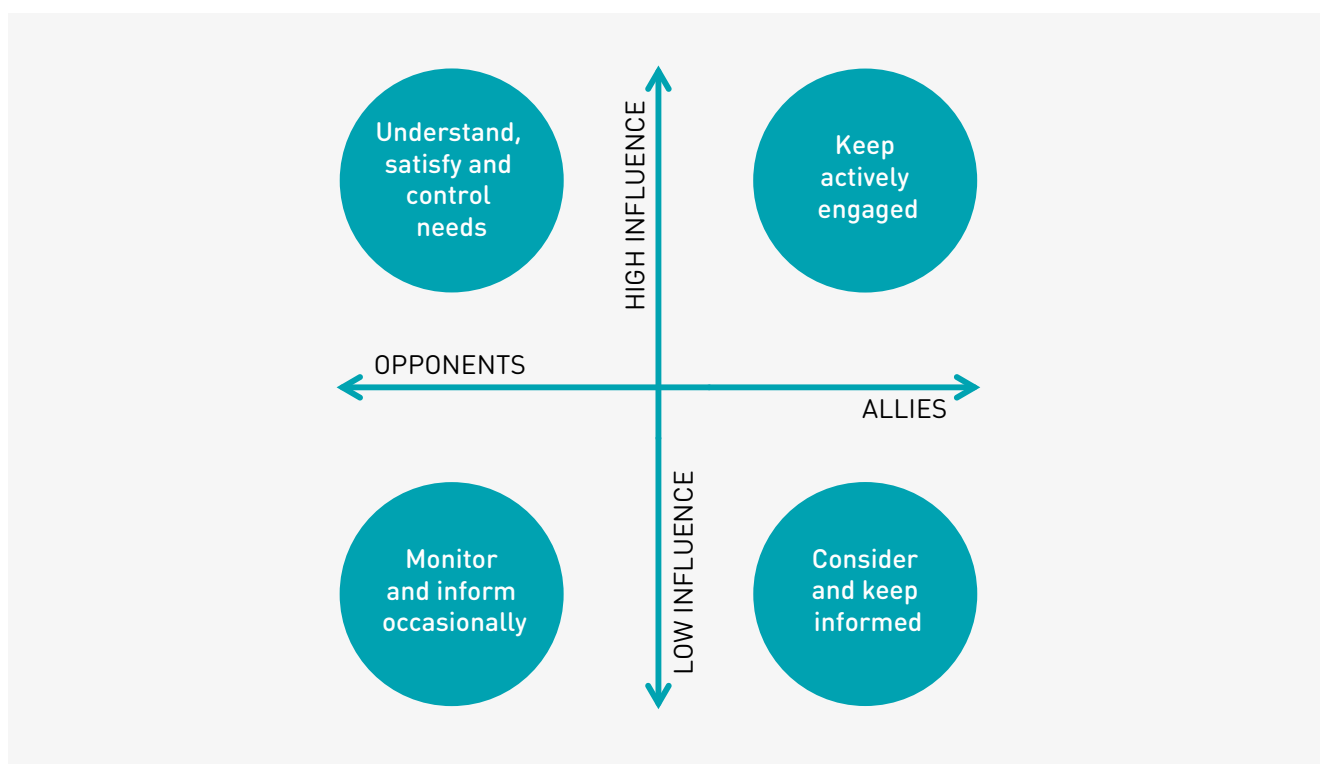 Understand,
satisfy and
control
needs
HIGH INFLUENCE
Keep
actively
engaged
OPPONENTS
ALLIES
Monitor
and inform
occasionally
LOW INFLUENCE
Consider
and keep
informed